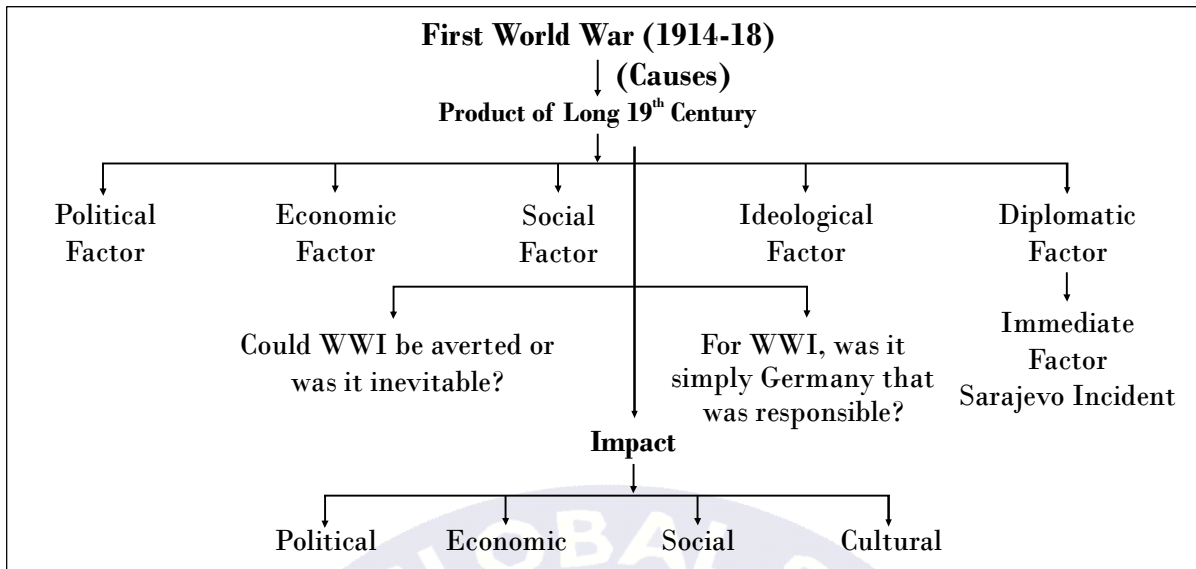 First World War (1914-18)
(Causes)
Product of Long 19th Century
Political
Factor
Economic
Factor
Social
Factor
Ideological
Factor
Diplomatic
Factor
Could WWI be averted or
was it inevitable?
For WWI, was it
simply Germany that
was responsible?
Immediate
Factor
Sarajevo Incident
Impact
Political
Economic
Social
Cultural